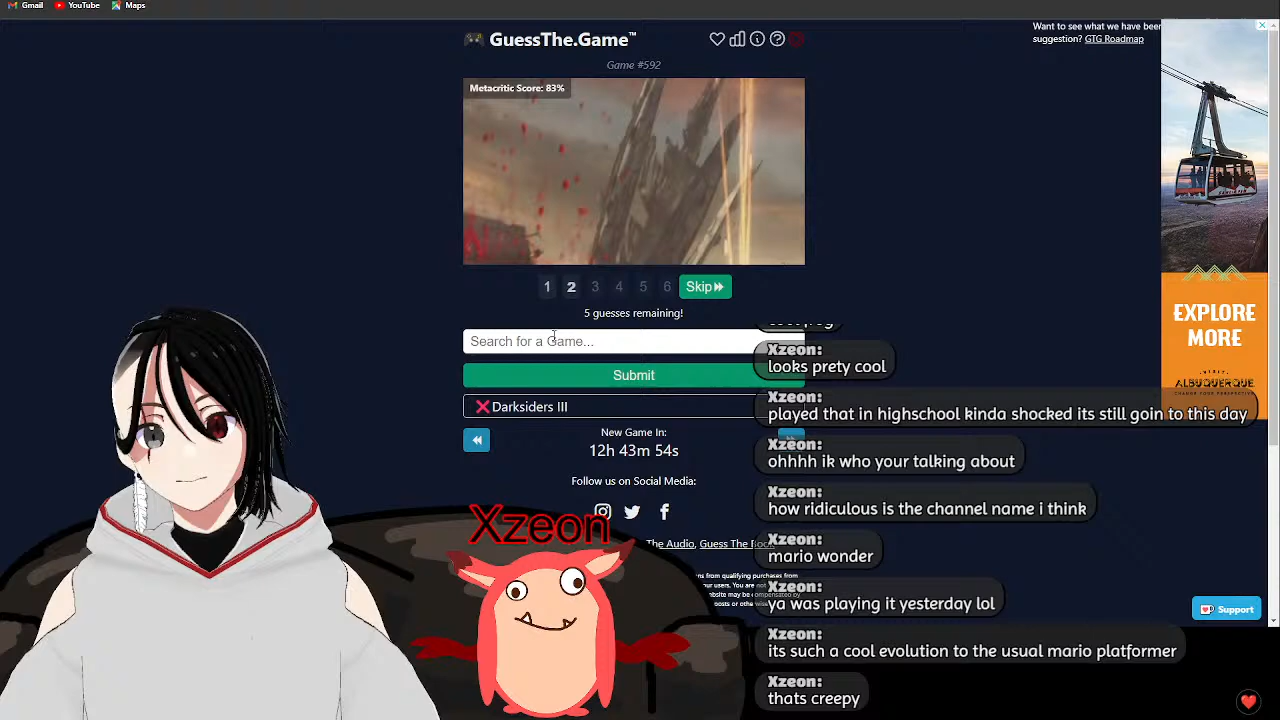 Gmail YouTube Maps
GuessThe.Game™
Game #592
Want to see what we have been
suggestion? GTG Roadmap
Metacritic Score: 83%
1 2 3 4 5 6 Skip
5 guesses remaining!
Search for a Game...
Submit
Darksiders III
New Game In:
12h 43m 54s
Follow us on Social Media:
The Audio, Guess The Book
EXPLORE
MORE
VISIT
ALBUQUERQUE
CHANGE YOUR PERSPECTIVE
Support
Xzeon:
looks prety cool
Xzeon:
played that in highschool kinda shocked its still goin to this day
Xzeon:
ohhhh ik who your talking about
Xzeon:
how ridiculous is the channel name i think
Xzeon:
mario wonder
Xzeon:
ya was playing it yesterday lol
Xzeon:
its such a cool evolution to the usual mario platformer
Xzeon:
thats creepy
Xzeon